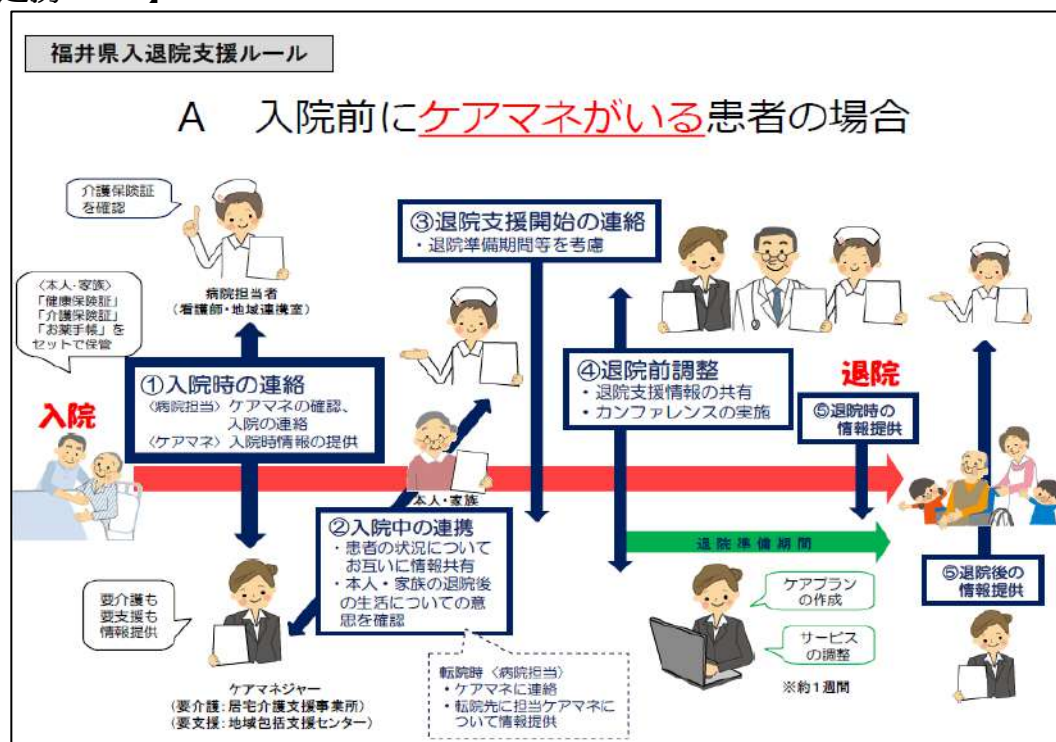 福井県入退院支援ルール
A 入院前にケアマネがいる患者の場合
介護保険証
を確認
〈本人・家族〉
「健康保険証」
「介護保険証」
「お薬手帳」を
セットで保管
病院担当者
(看護師・地域連携室)
入院
①入院時の連絡
〈病院担当〉ケアマネの確認、
入院の連絡
〈ケアマネ〉入院時情報の提供
本人・家族
②入院中の連携
・患者の状況について
お互いに情報共有
・本人・家族の退院後
の生活についての意
思を確認
要介護も
要支援も
情報提供
ケアマネジャー
(要介護:居宅介護支援事業所)
(要支援:地域包括支援センター)
転院時〈病院担当〉
・ケアマネに連絡
・転院先に担当ケアマネに
ついて情報提供
③退院支援開始の連絡
・退院準備期間等を考慮
④退院前調整
・退院支援情報の共有
・カンファレンスの実施
退院準備期間
ケアプラン
の作成
サービス
の調整
※約1週間
退院
⑤退院時の
情報提供
⑤退院後の
情報提供